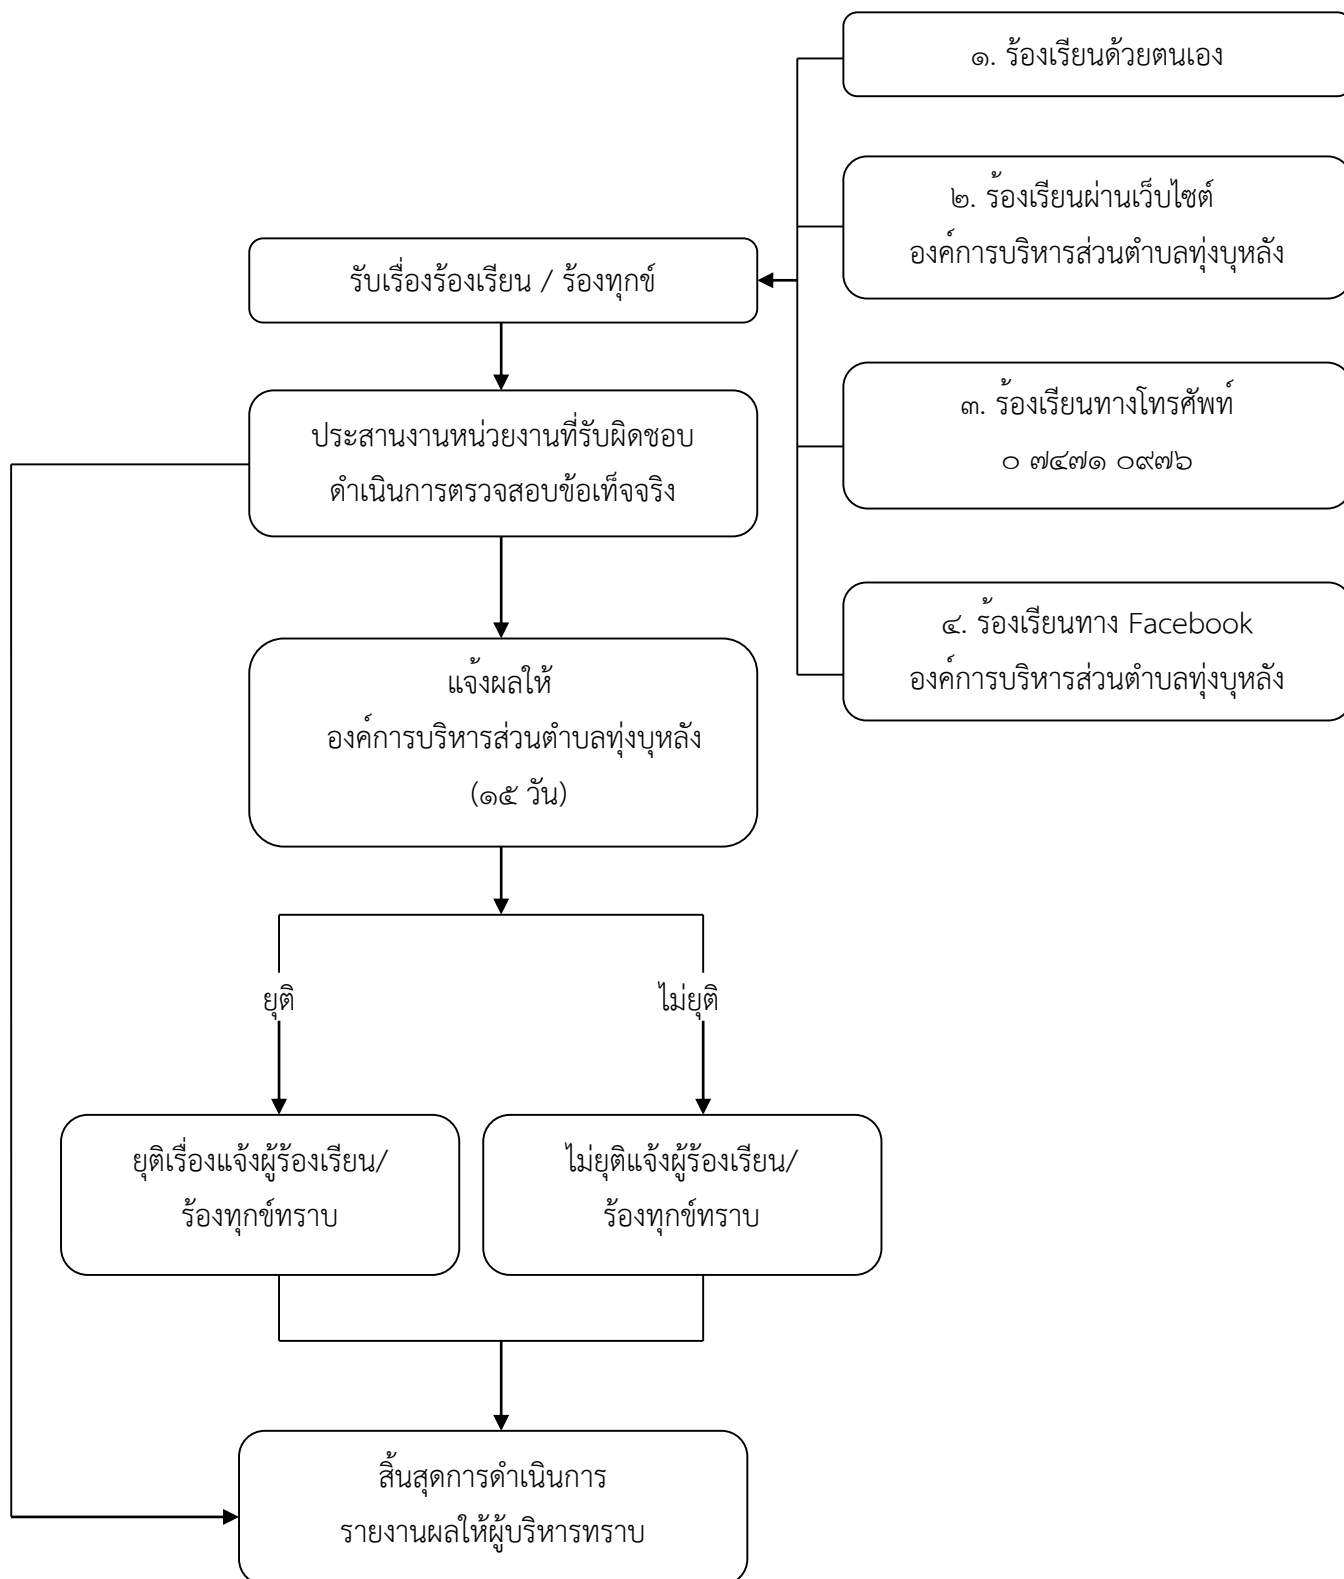 ๑. ร้องเรียนด้วยตนเอง
๒. ร้องเรียนผ่านเว็บไซต์
องค์การบริหารส่วนตำบลทุ่งบุหลัง
รับเรื่องร้องเรียน / ร้องทุกข์
๓. ร้องเรียนทางโทรศัพท์
๐ ๗๔๗๑ ๐๙๗๖
ประสานงานหน่วยงานที่รับผิดชอบ
ดำเนินการตรวจสอบข้อเท็จจริง
๔. ร้องเรียนทาง Facebook
องค์การบริหารส่วนตำบลทุ่งบุหลัง
แจ้งผลให้
องค์การบริหารส่วนตำบลทุ่งบุหลัง
(๑๕ วัน)
ยุติ
ไม่ยุติ
ยุติเรื่องแจ้งผู้ร้องเรียน/
ร้องทุกข์ทราบ
ไม่ยุติแจ้งผู้ร้องเรียน/
ร้องทุกข์ทราบ
สิ้นสุดการดำเนินการ
รายงานผลให้ผู้บริหารทราบ